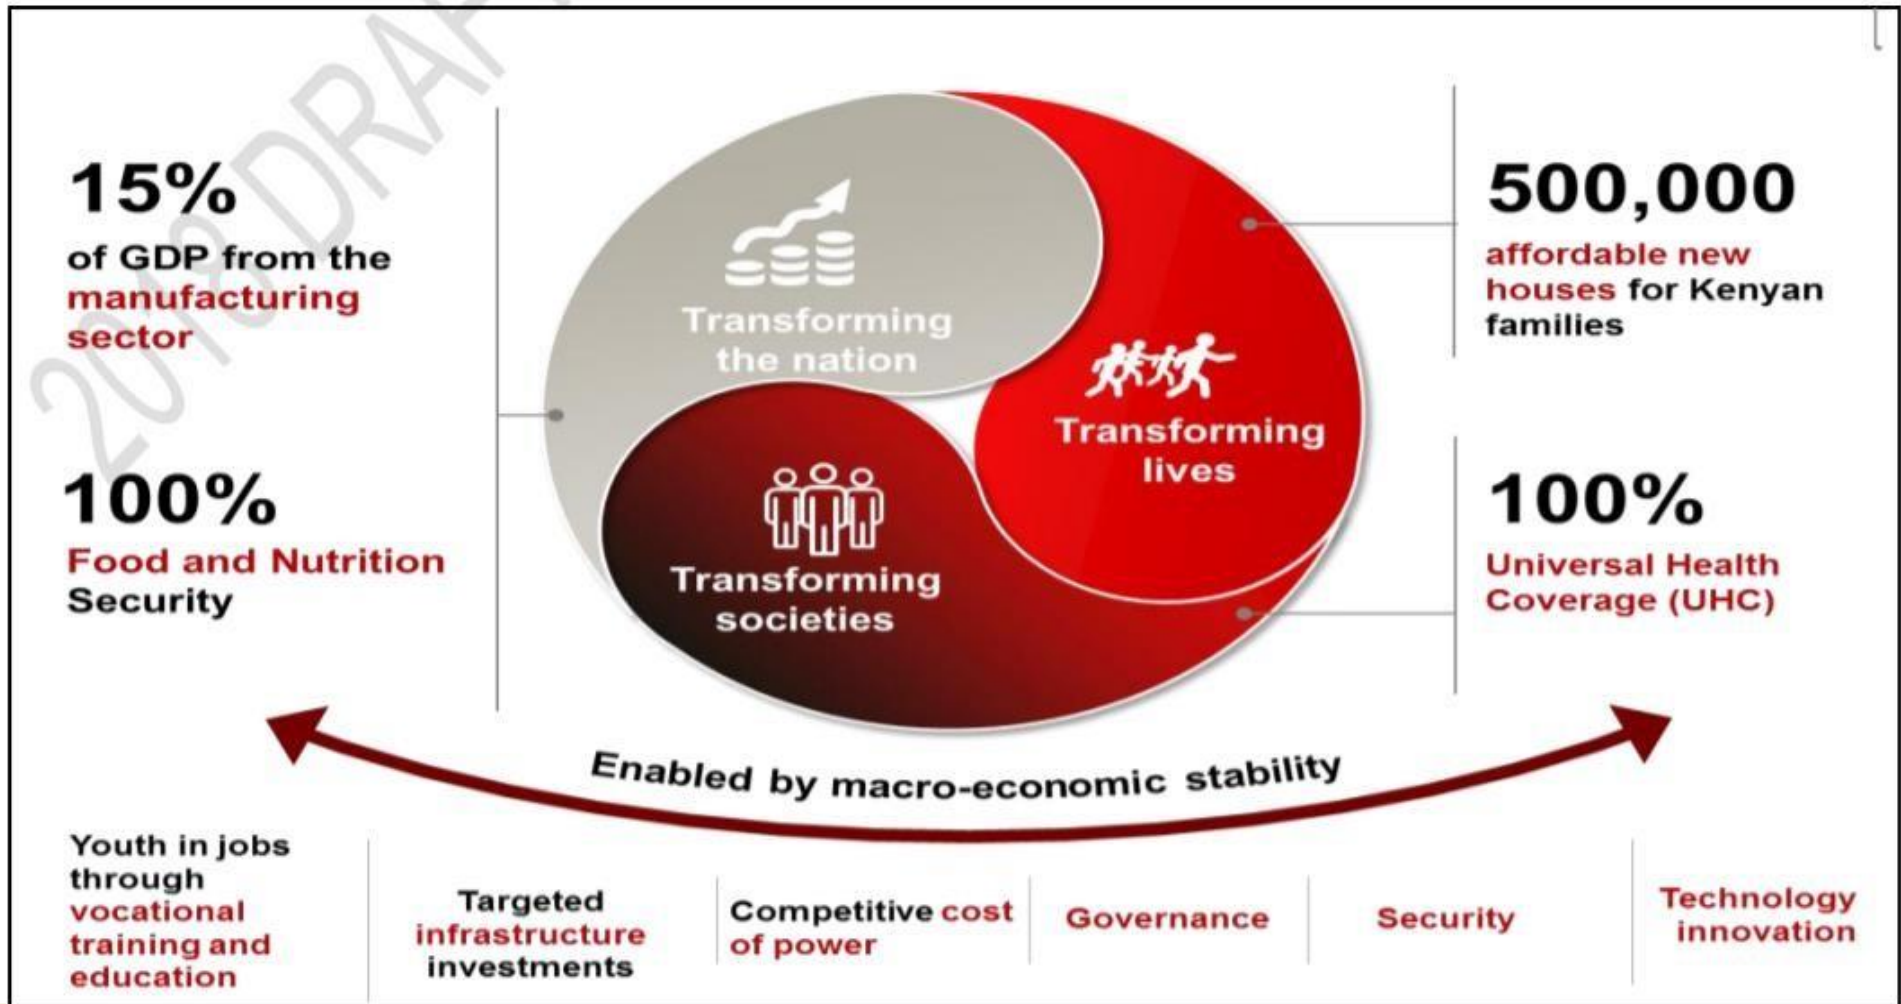 2018 DRAF
15%
of GDP from the
manufacturing
sector
100%
Food and Nutrition
Security
Transforming
the nation
Transforming
lives
Transforming
societies
500,000
affordable new
houses for Kenyan
families
100%
Universal Health
Coverage (UHC)
Enabled by macro-economic stability
Youth in jobs
through
vocational
training and
education
Targeted
infrastructure
investments
Competitive cost
of power
Governance
Security
Technology
innovation